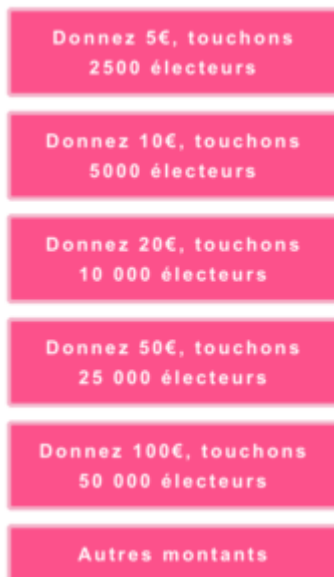 Donnez 5€, touchons
2500 électeurs
Donnez 10€, touchons
5000 électeurs
Donnez 20€, touchons
10 000 électeurs
Donnez 50€, touchons
25 000 électeurs
Donnez 100€, touchons
50 000 électeurs
Autres montants